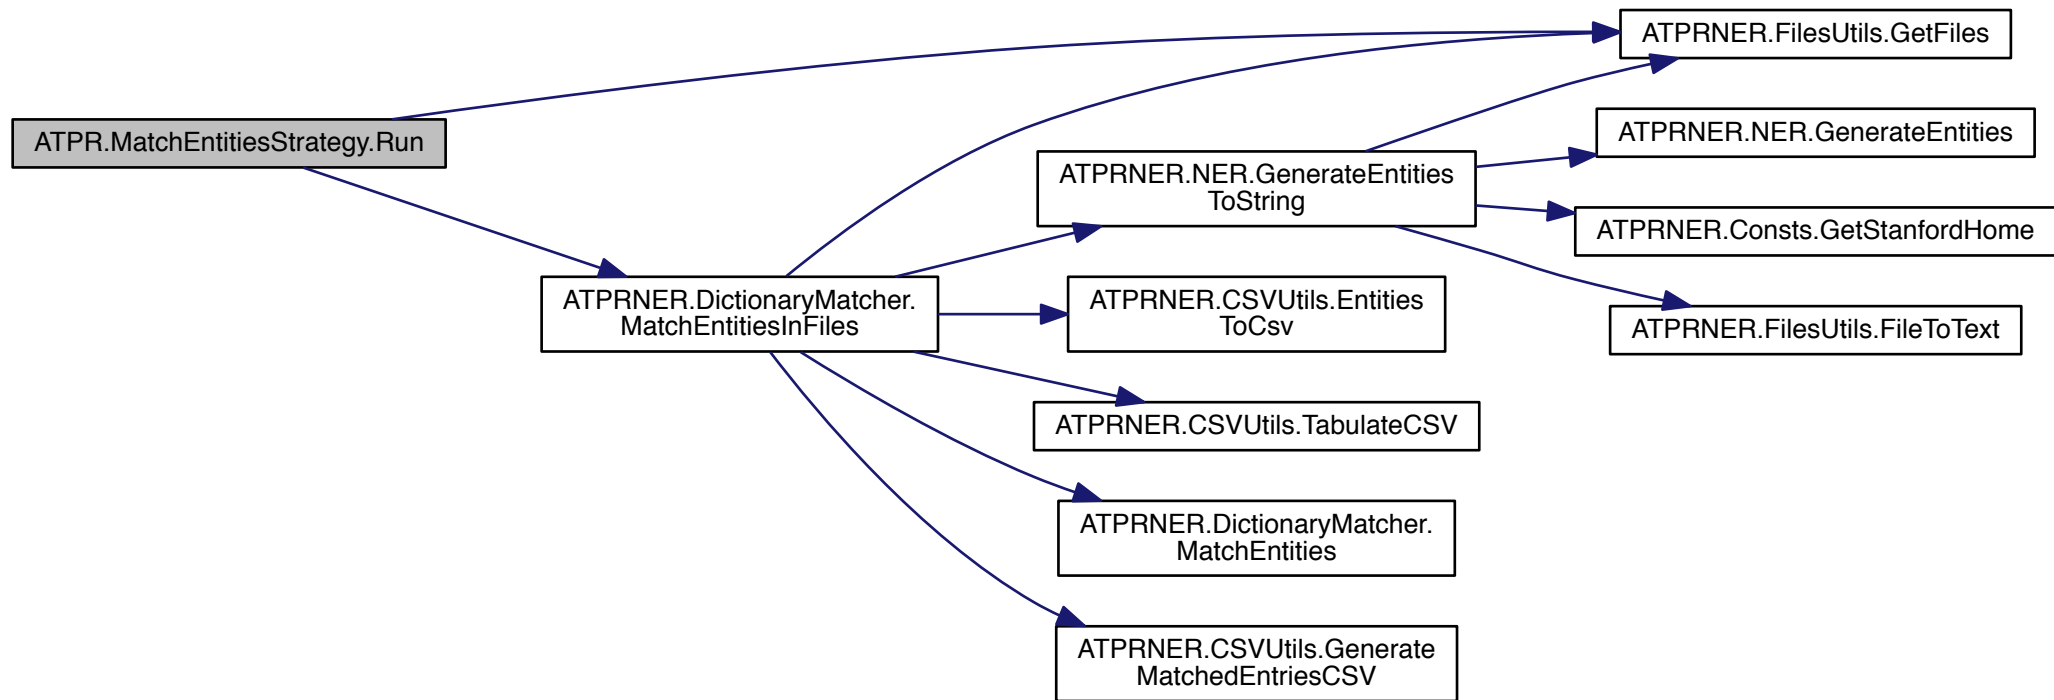 ATPR.MatchEntitiesStrategy.Run
ATPRNER.FilesUtils.GetFiles
ATPRNER.DictionaryMatcher.
MatchEntitiesInFiles
ATPRNER.NER.GenerateEntities
ToString
ATPRNER.CSVUtils.Entities
ToCsv
ATPRNER.CSVUtils.TabulateCSV
ATPRNER.DictionaryMatcher.
MatchEntities
ATPRNER.CSVUtils.Generate
MatchedEntriesCSV
ATPRNER.NER.GenerateEntities
ATPRNER.Consts.GetStanfordHome
ATPRNER.FilesUtils.FileToText